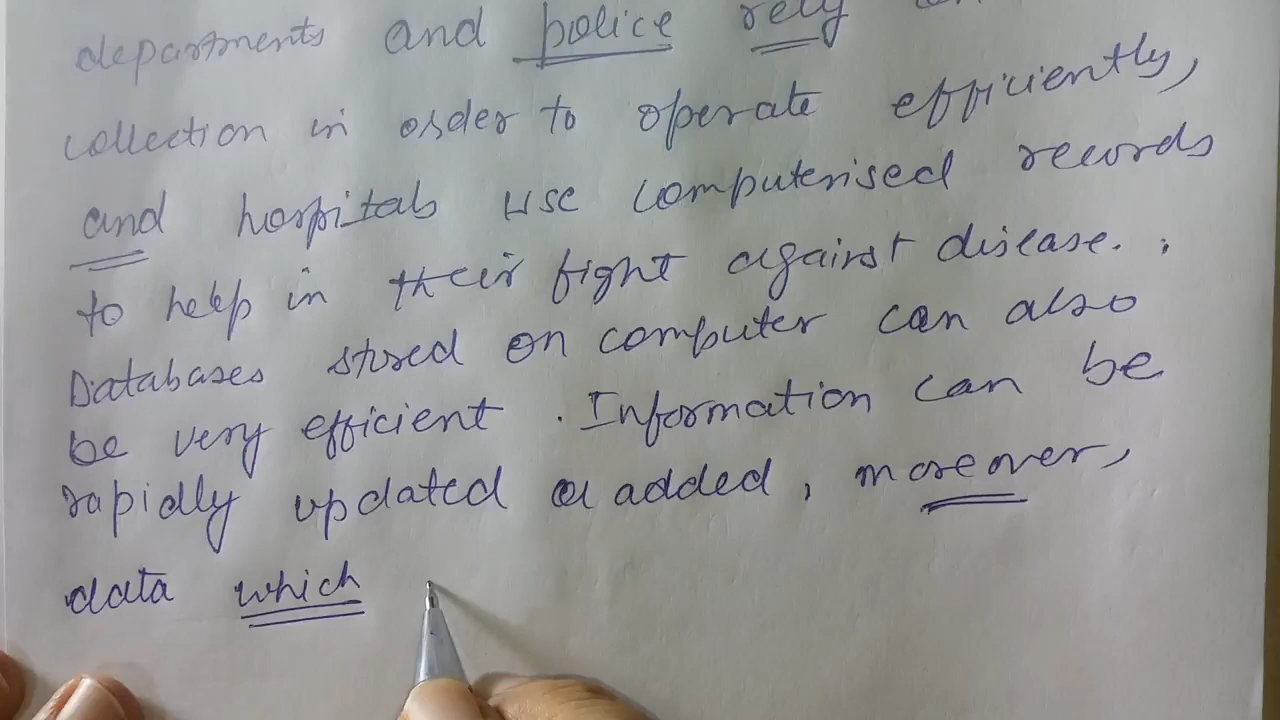 departments and police rely
collection in order to operate efficiently,
and hospitals use computerised records
to help in their fight against disease.
Databases stored on computer can also
be very efficient. Information can be
rapidly updated added, moreover,
data which